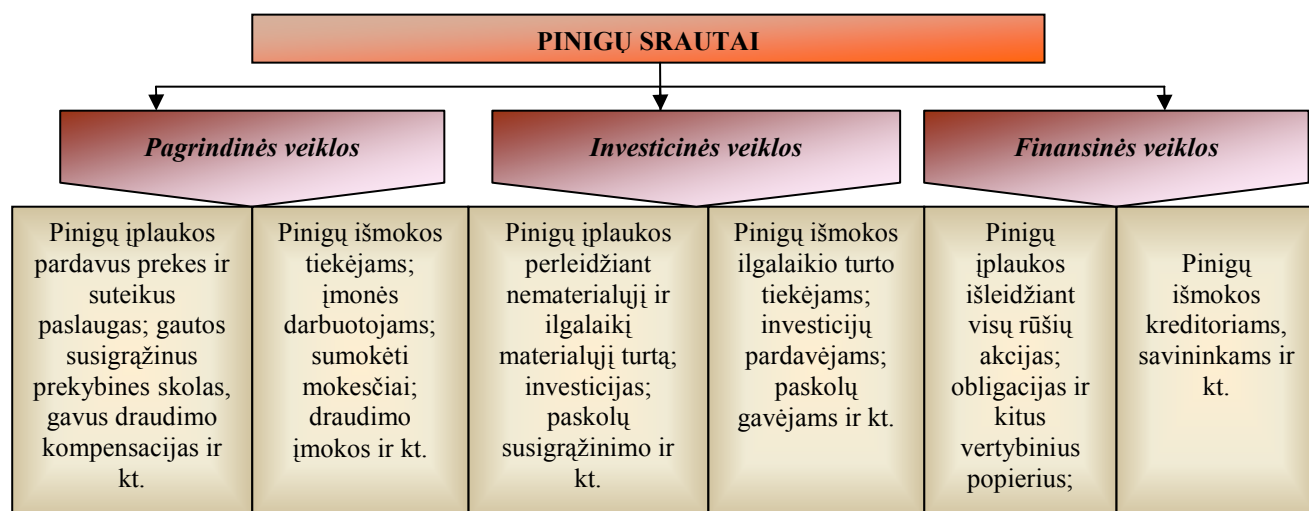 PINIGŲ SRAUTAI
Pagrindinės veiklos
Investicinės veiklos
Finansinės veiklos
Pinigų įplaukos
pardavus prekes ir
suteikus
paslaugas; gautos
susigrąžinus
prekybines skolas,
gavus draudimo
kompensacijas ir
kt.
Pinigų išmokos
tiekėjams;
įmonės
darbuotojams;
sumokėti
mokesčiai;
draudimo
įmokos ir kt.
Pinigų įplaukos
perleidžiant
nematerialųjį ir
ilgalaikį
materialųjį turtą;
investicijas;
paskolų
susigrąžinimo ir
kt.
Pinigų išmokos
ilgalaikio turto
tiekėjams;
investicijų
pardavėjams;
paskolų
gavėjams ir kt.
Pinigų
įplaukos
išleidžiant
visų rūšių
akcijas;
obligacijas ir
kitus
vertybinius
popierius;
Pinigų
išmokos
kreditoriams,
savininkams ir
kt.